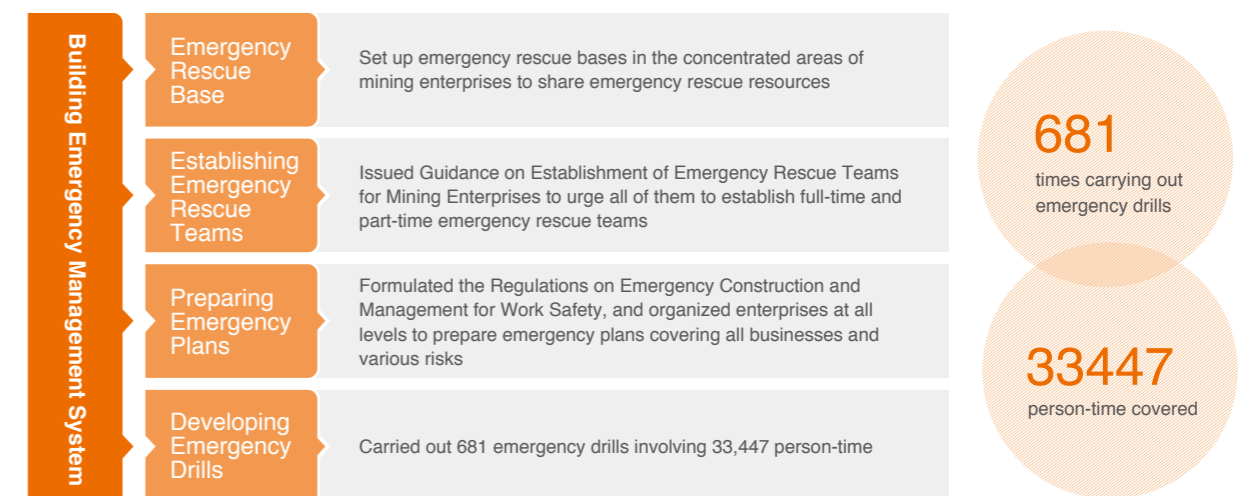 Building Emergency Management System
Emergency
Rescue
Base
Set up emergency rescue bases in the concentrated areas of
mining enterprises to share emergency rescue resources
Establishing
Emergency
Rescue
Teams
Issued Guidance on Establishment of Emergency Rescue Teams
for Mining Enterprises to urge all of them to establish full-time and
part-time emergency rescue teams
Preparing
Emergency
Plans
Formulated the Regulations on Emergency Construction and
Management for Work Safety, and organized enterprises at all
levels to prepare emergency plans covering all businesses and
various risks
Developing
Emergency
Drills
Carried out 681 emergency drills involving 33,447 person-time
681
times carrying out
emergency drills
33447
person-time covered